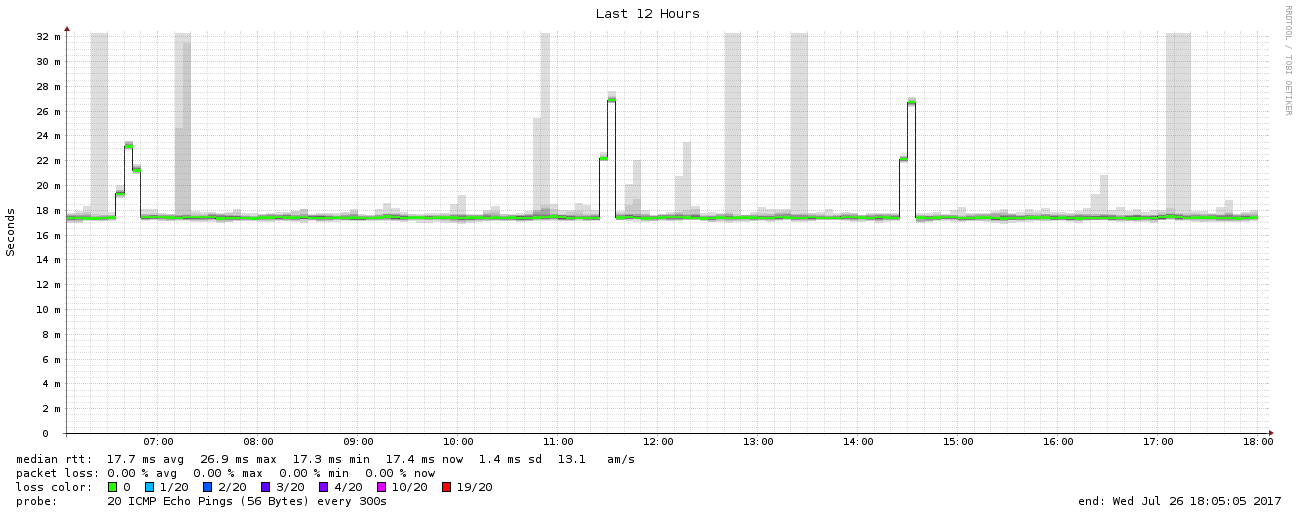 Last 12 Hours
RRDTOOL / TOBI OETIKER
Seconds
32 m
30 m
28 m
26 m
24 m
22 m
20 m
18 m
16 m
14 m
12 m
10 m
8 m
6 m
4 m
2 m
0
07:00 08:00 09:00 10:00 11:00 12:00 13:00 14:00 15:00 16:00 17:00 18:00
median rtt: 17.7 ms avg 26.9 ms max 17.3 ms min 17.4 ms now 1.4 ms sd 13.1 am/s
packet loss: 0.00 % avg 0.00 % max 0.00 % min 0.00 % now
loss color: 0 1/20 2/20 3/20 4/20 10/20 19/20
probe: 20 ICMP Echo Pings (56 Bytes) every 300s end: Wed Jul 26 18:05:05 2017